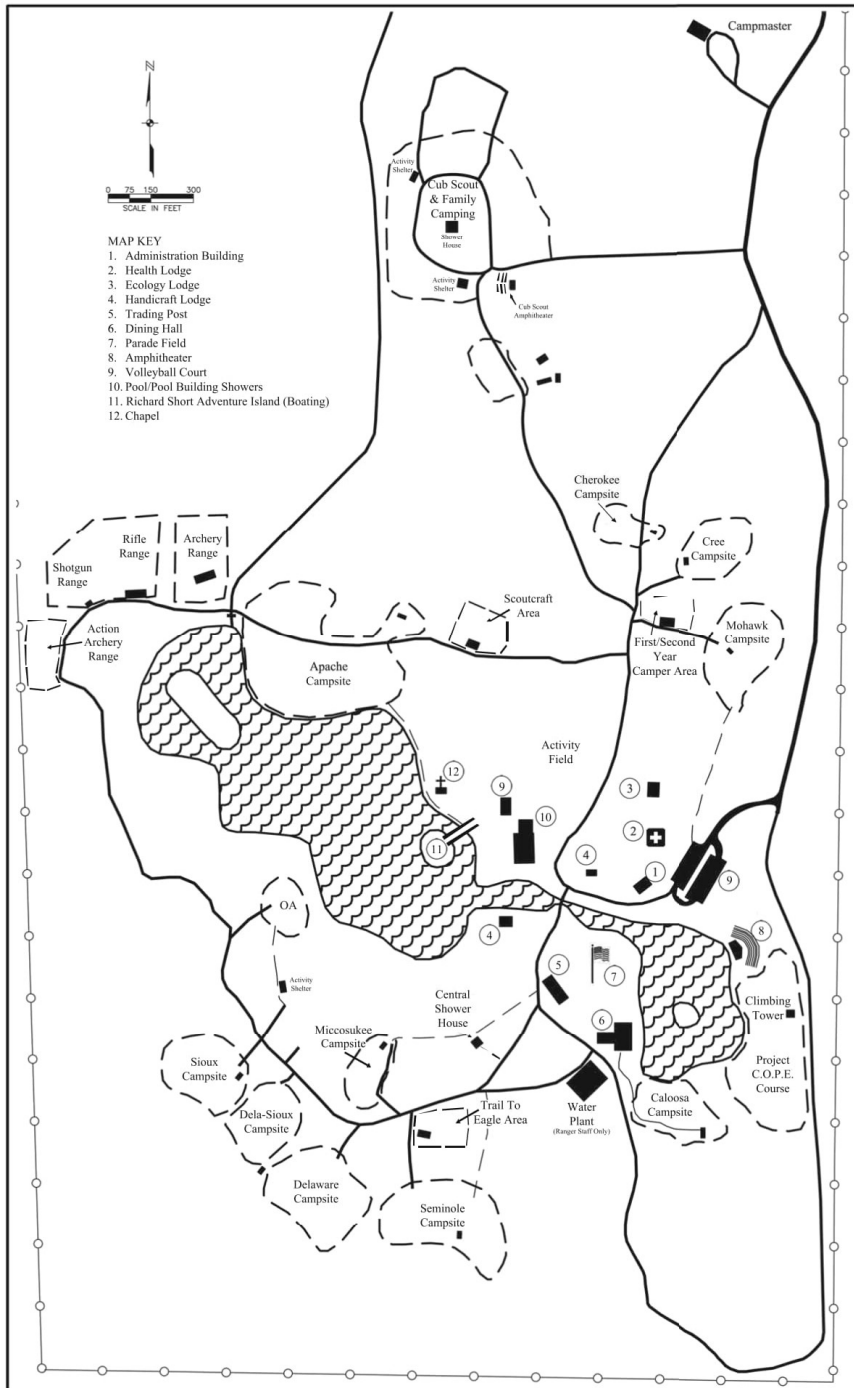 Campmaster
N
0 75 150 300
SCALE IN FEET
MAP KEY
1. Administration Building
2. Health Lodge
3. Ecology Lodge
4. Handicraft Lodge
5. Trading Post
6. Dining Hall
7. Parade Field
8. Amphitheater
9. Volleyball Court
10. Pool/Pool Building Showers
11. Richard Short Adventure Island (Boating)
12. Chapel
Activity
Shelter
Cub Scout
& Family
Camping
Shower
House
Activity
Shelter
Cub Scout
Amphitheater
Cherokee
Campsite
Cree
Campsite
Rifle
Range
Archery
Range
Shotgun
Range
Action
Archery
Range
Scoutcraft
Area
Mohawk
Campsite
First/Second
Year
Camper Area
Apache
Campsite
Activity
Field
12
9
10
11
3
2
4
1
9
8
OA
4
5
7
6
Activity
Shelter
Central
Shower
House
Miccosukee
Campsite
Climbing
Tower
Project
C.O.P.E.
Course
Sioux
Campsite
Dela-Sioux
Campsite
Trail To
Eagle Area
Water
Plant
(Ranger Staff Only)
Caloosa
Campsite
Delaware
Campsite
Seminole
Campsite